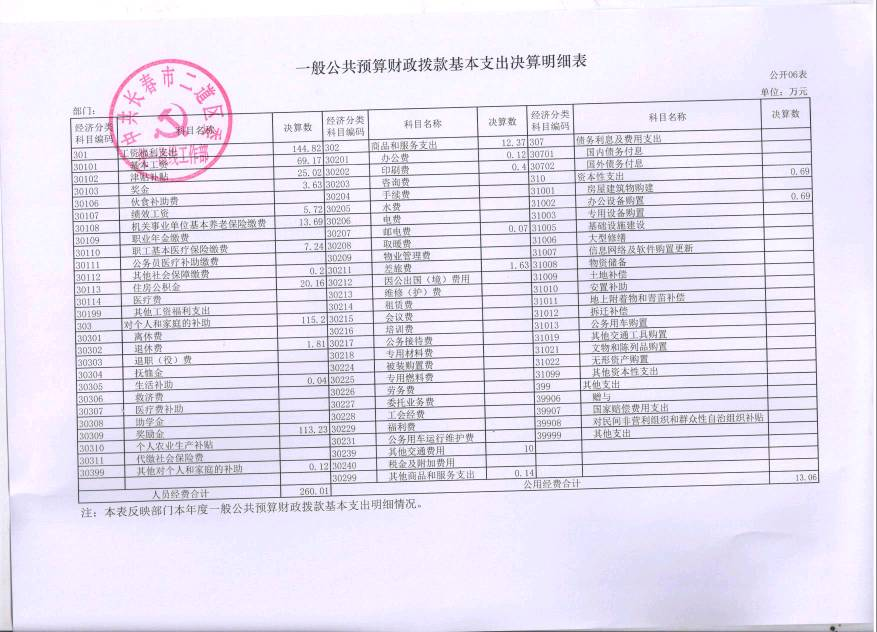 一般公共预算财政拨款基本支出决算明细表
公开06表
部门： 单位：万元
经济分类科目编码 科目名称 决算数 经济分类科目编码 科目名称 决算数 经济分类科目编码 科目名称 决算数
301 工资福利支出 144.82 302 商品和服务支出 12.37 307 债务利息及费用支出
30101 基本工资 69.17 30201 办公费 0.12 30701 国内债务付息
30102 津贴补贴 25.02 30202 印刷费 0.4 30702 国外债务付息
30103 奖金 3.63 30203 咨询费 310 资本性支出 0.69
30106 伙食补助费 30204 手续费 31001 房屋建筑物购建
30107 绩效工资 5.72 30205 水费 31002 办公设备购置 0.69
30108 机关事业单位基本养老保险缴费 13.69 30206 电费 31003 专用设备购置
30109 职业年金缴费 30207 邮电费 0.07 31005 基础设施建设
30110 职工基本医疗保险缴费 7.24 30208 取暖费 31006 大型修缮
30111 公务员医疗补助缴费 30209 物业管理费 31007 信息网络及软件购置更新
30112 其他社会保障缴费 0.2 30211 差旅费 1.63 31008 物资储备
30113 住房公积金 20.16 30212 因公出国（境）费用 31009 土地补偿
30114 医疗费 30213 维修（护）费 31010 安置补助
30199 其他工资福利支出 30214 租赁费 31011 地上附着物和青苗补偿
303 对个人和家庭的补助 115.2 30215 会议费 31012 拆迁补偿
30301 离休费 30216 培训费 31013 公务用车购置
30302 退休费 1.81 30217 公务接待费 31019 其他交通工具购置
30303 退职（役）费 30218 专用材料费 31021 文物和陈列品购置
30304 抚恤金 30224 被装购置费 31022 无形资产购置
30305 生活补助 0.04 30225 专用燃料费 31099 其他资本性支出
30306 救济费 30226 劳务费 399 其他支出
30307 医疗费补助 30227 委托业务费 39906 赠与
30308 助学金 30228 工会经费 39907 国家赔偿费用支出
30309 奖励金 113.23 30229 福利费 39908 对民间非营利组织和群众性自治组织补贴
30310 个人农业生产补贴 30231 公务用车运行维护费 39999 其他支出
30311 代缴社会保险费 30239 其他交通费用 10
30399 其他对个人和家庭的补助 0.12 30240 税金及附加费用
30299 其他商品和服务支出 0.14
人员经费合计 260.01 公用经费合计 13.06
注：本表反映部门本年度一般公共预算财政拨款基本支出明细情况。
中共长春市二道区委
战线工作部